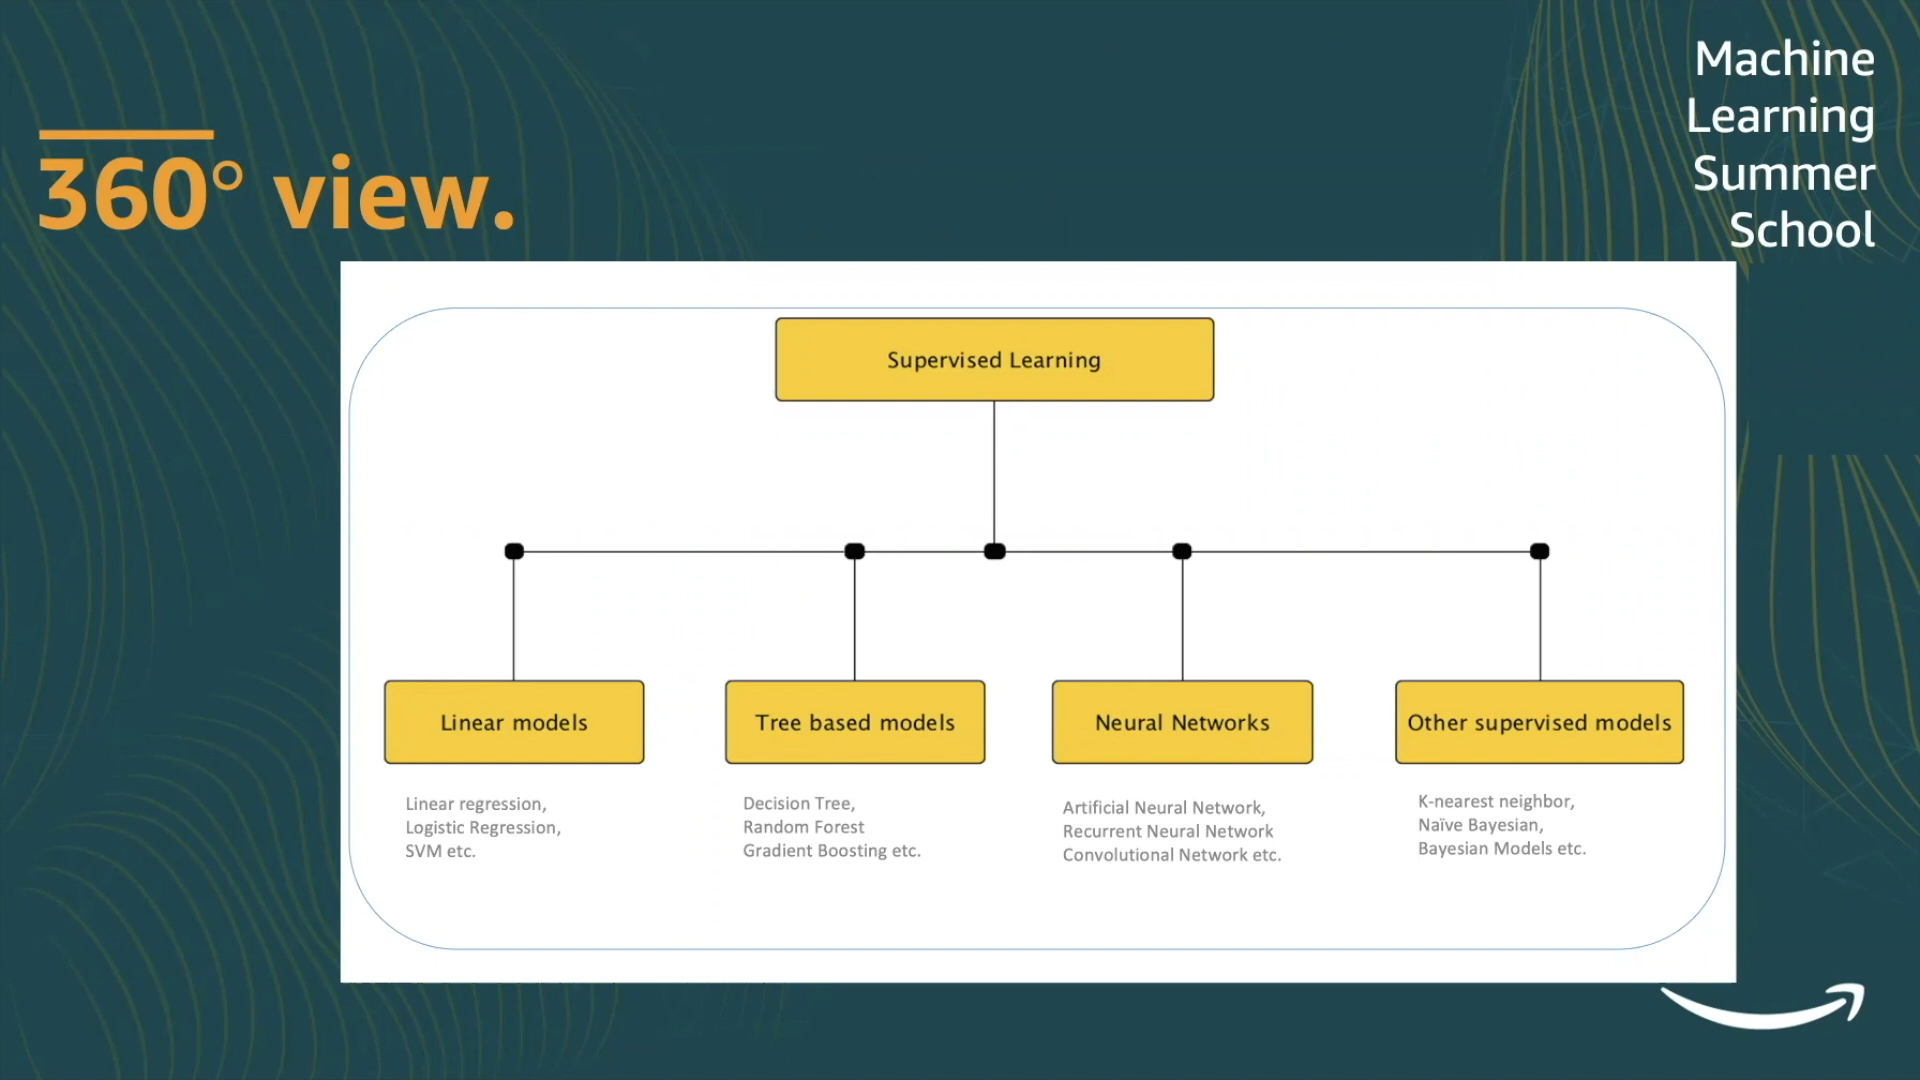 Machine
Learning
Summer
School
360° view.
Supervised Learning
Linear models
Tree based models
Neural Networks
Other supervised models
Linear regression,
Logistic Regression,
SVM etc.
Decision Tree,
Random Forest
Gradient Boosting etc.
Artificial Neural Network,
Recurrent Neural Network
Convolutional Network etc.
K-nearest neighbor,
Naïve Bayesian,
Bayesian Models etc.